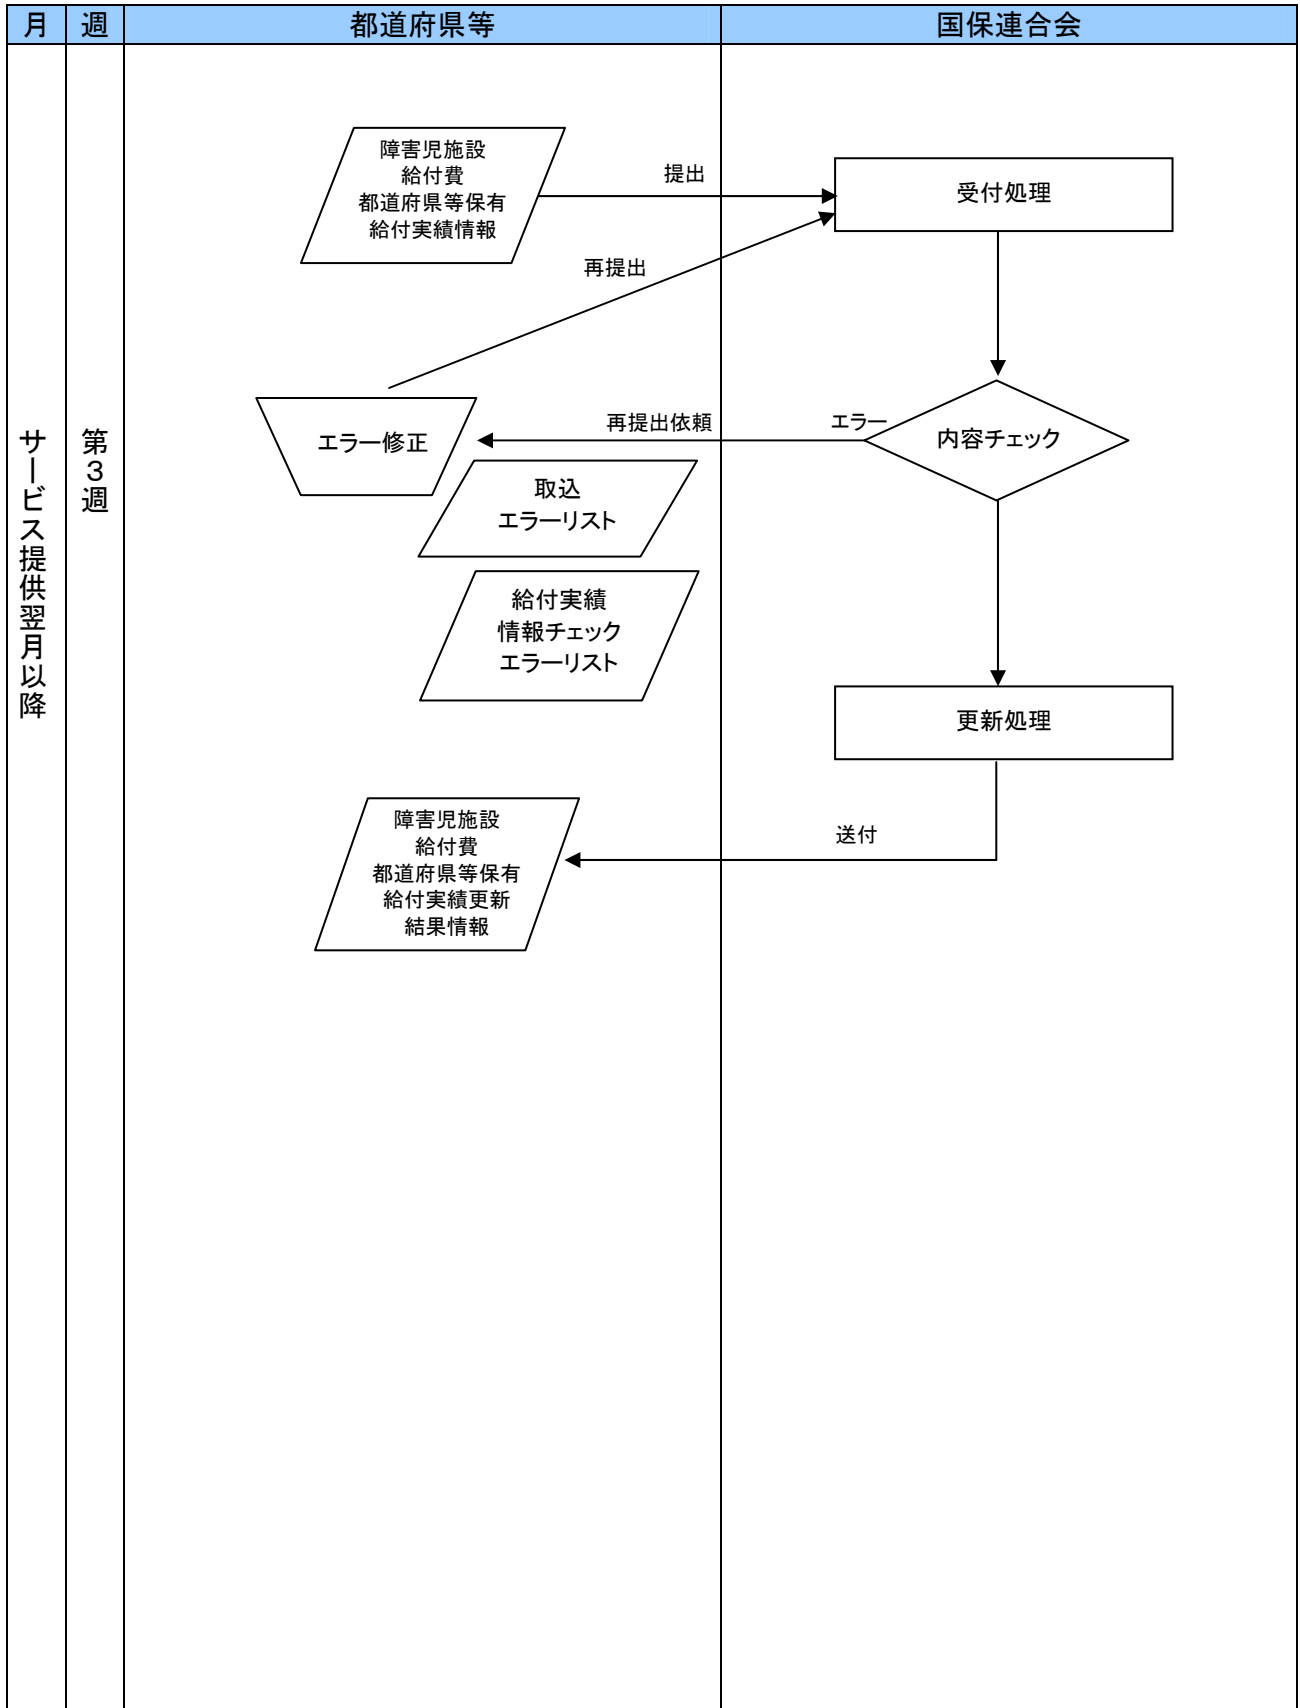 月
週
都道府県等
国保連合会
サービス提供翌月以降
第3週
障害児施設
給付費
都道府県等保有
給付実績情報
提出
受付処理
再提出
エラー修正
再提出依頼
エラー
内容チェック
取込
エラーリスト
給付実績
情報チェック
エラーリスト
更新処理
送付
障害児施設
給付費
都道府県等保有
給付実績更新
結果情報